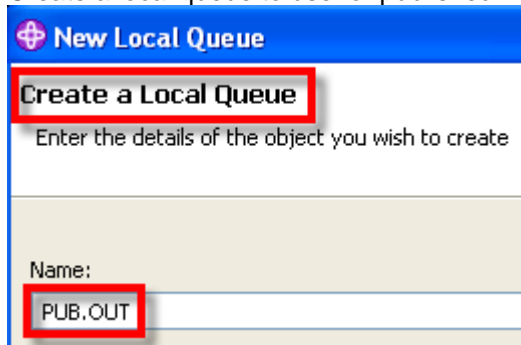 New Local Queue
Create a Local Queue
Enter the details of the object you wish to create
Name:
PUB.OUT